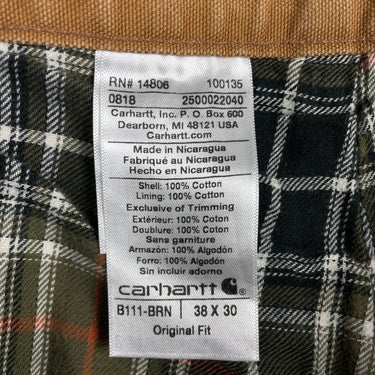 RN# 14806 100135
0818 2500022040
Carhartt, Inc. P. O. Box 600
Dearborn, MI 48121 USA
Carhartt.com
Made in Nicaragua
Fabriqué au Nicaragua
Hecho en Nicaragua
Shell: 100% Cotton
Lining: 100% Cotton
Exclusive of Trimming
Extérieur: 100% Coton
Doublure: 100% Coton
Sans garniture
Armazón: 100% Algodón
Forro: 100% Algodón
Sin incluir adorno
carhartt
B111-BRN 38 X 30
Original Fit